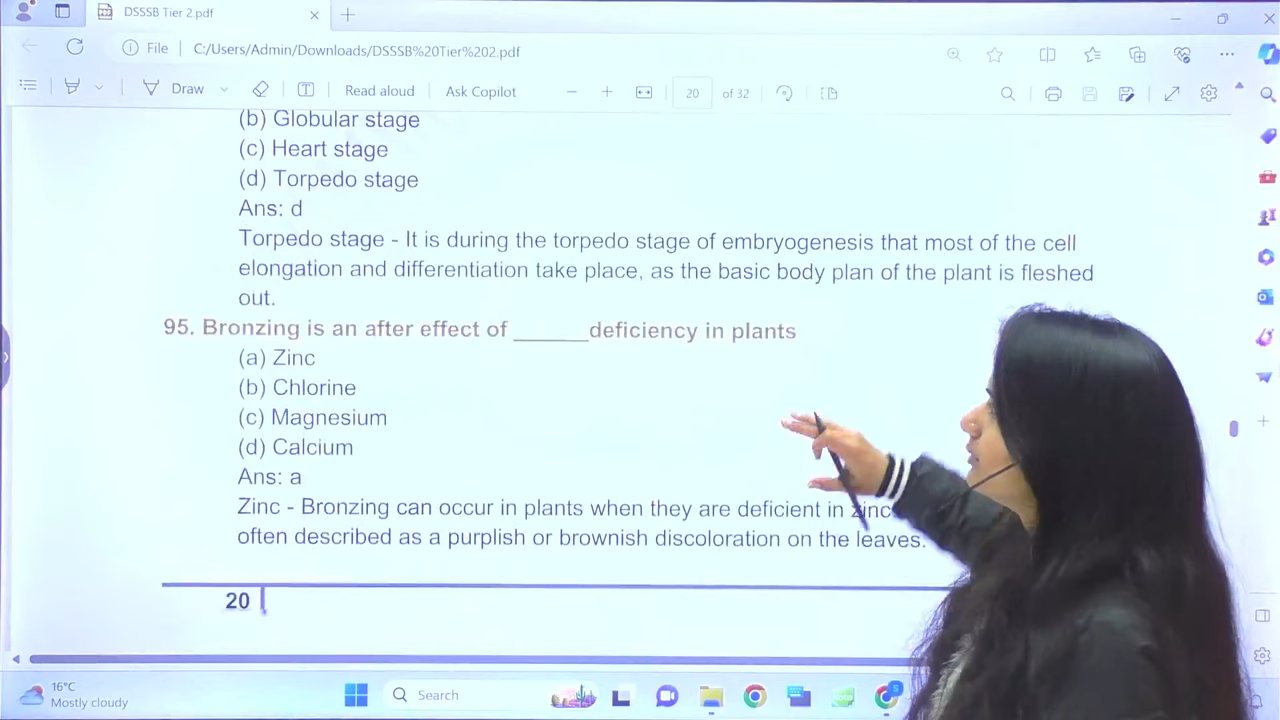 DSSSB Tier 2.pdf
File
C:/Users/Admin/Downloads/DSSSB%20Tier%202.pdf
Draw
Read aloud
Ask Copilot
20 of 32
(b) Globular stage
(c) Heart stage
(d) Torpedo stage
Ans: d
Torpedo stage - It is during the torpedo stage of embryogenesis that most of the cell
elongation and differentiation take place, as the basic body plan of the plant is fleshed
out.
95. Bronzing is an after effect of ______deficiency in plants
(a) Zinc
(b) Chlorine
(c) Magnesium
(d) Calcium
Ans: a
Zinc - Bronzing can occur in plants when they are deficient in zinc
often described as a purplish or brownish discoloration on the leaves.
20
16°C
Mostly cloudy
Search